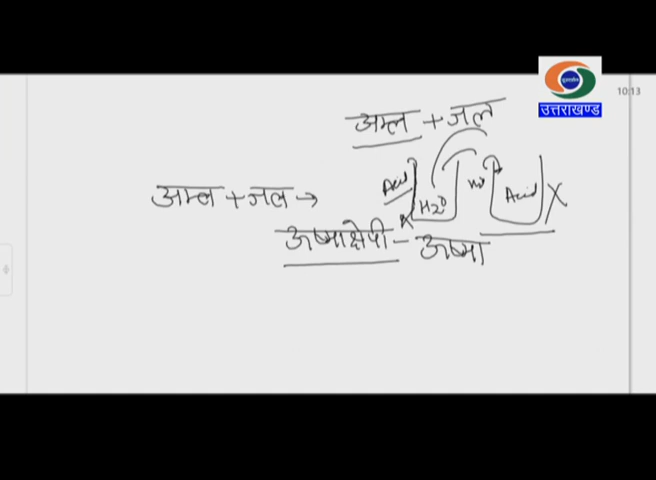 उत्तराखण्ड
10:13
अम्ल + जल
अम्ल + जल →
Acid H2O Acid X
ऊष्माक्षेपी - ऊष्मा